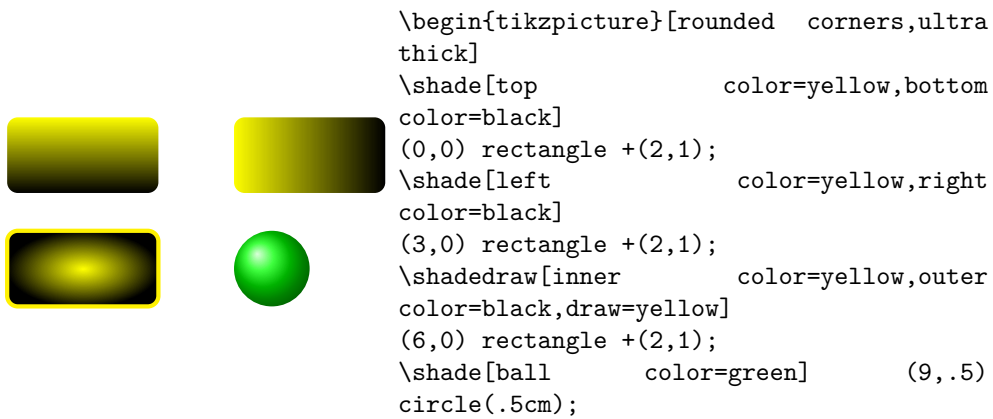 \begin{tikzpicture}[rounded corners,ultra
thick]
\shade[top color=yellow,bottom
color=black]
(0,0) rectangle +(2,1);
\shade[left color=yellow,right
color=black]
(3,0) rectangle +(2,1);
\shadedraw[inner color=yellow,outer
color=black,draw=yellow]
(6,0) rectangle +(2,1);
\shade[ball color=green] (9,.5)
circle(.5cm);